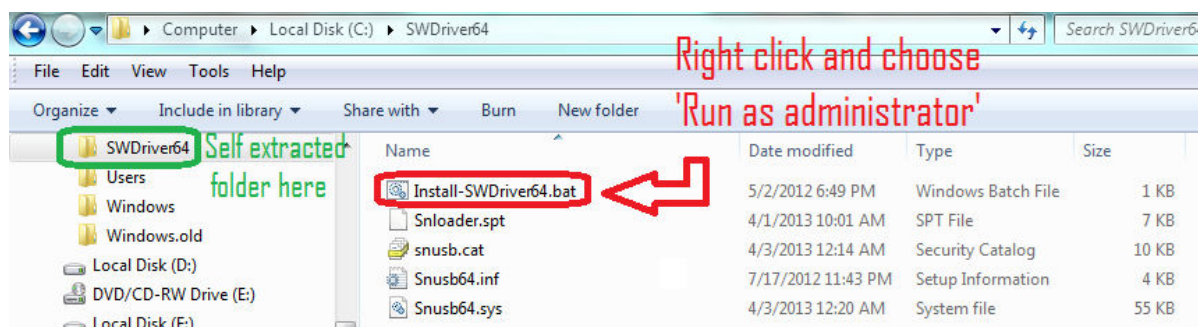 Computer Local Disk (C:) SWDriver64 Search SWDriver6
Right click and choose
File Edit View Tools Help
'Run as administrator'
Organize Include in library Share with Burn New folder
SWDriver64 Self extracted Name Date modified Type Size
Users folder here Install-SWDriver64.bat 5/2/2012 6:49 PM Windows Batch File 1 KB
Windows Snloader.spt 4/1/2013 10:01 AM SPT File 7 KB
Windows.old snusb.cat 4/3/2013 12:14 AM Security Catalog 10 KB
Local Disk (D:) Snusb64.inf 7/17/2012 11:43 PM Setup Information 4 KB
DVD/CD-RW Drive (E:) Snusb64.sys 4/3/2013 12:20 AM System file 55 KB
Local Disk (F:)